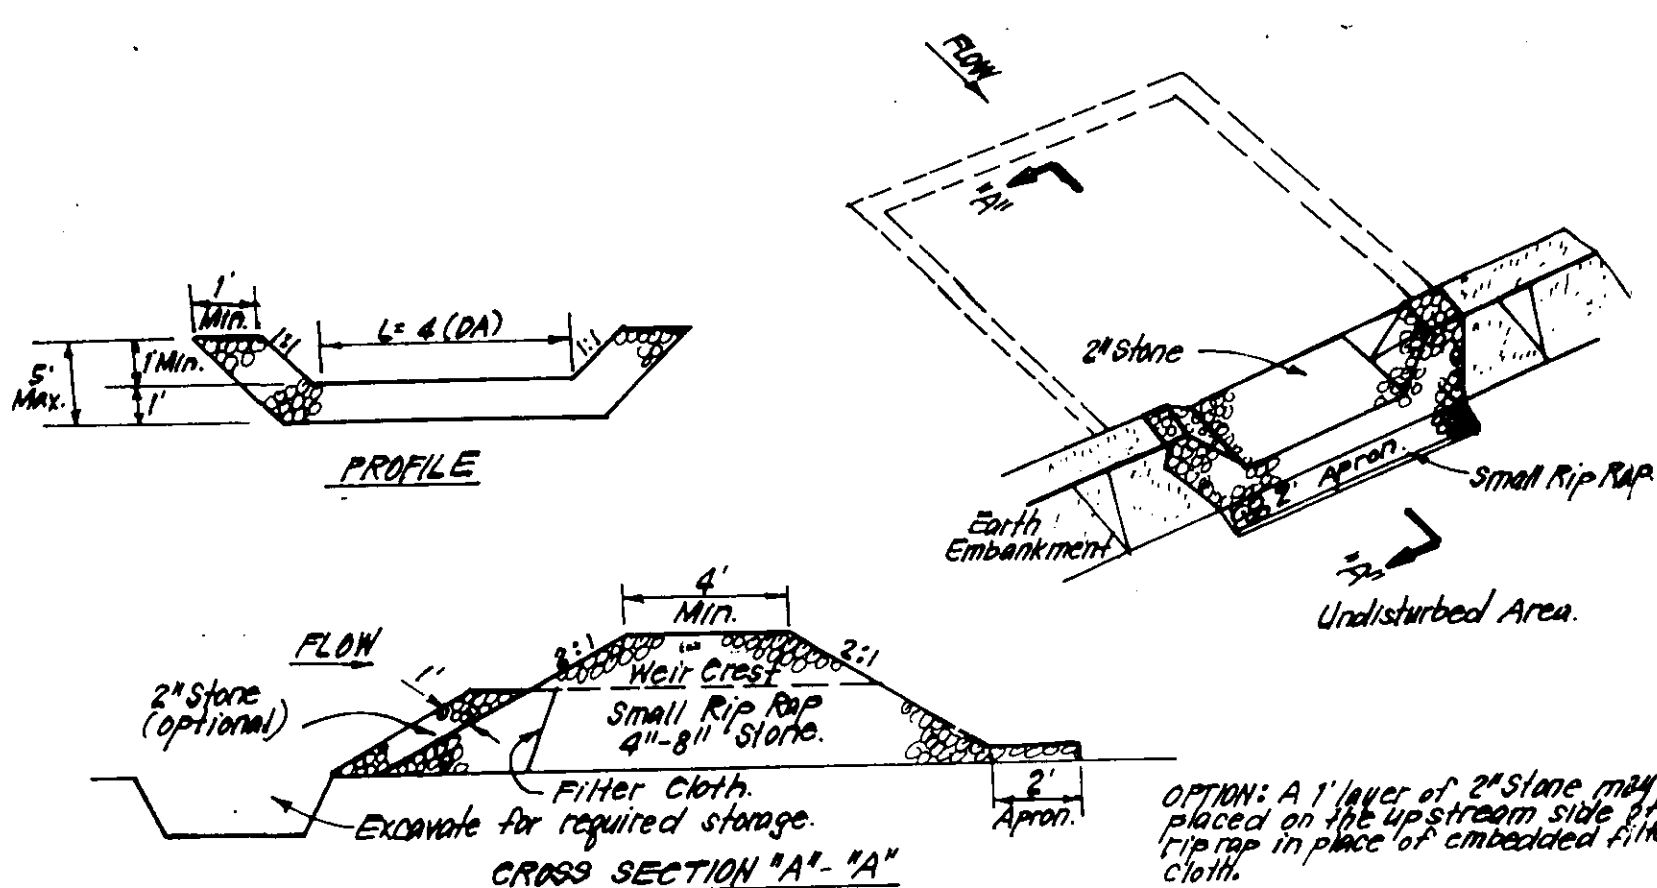 FLOW
"A"
1'
Min.
1:1
L= 4 (DA)
1:1
1' Min.
5'
Max.
1'
PROFILE
2" Stone
2' Apron.
Small Rip Rap
Earth
Embankment
"A"
Undisturbed Area.
4'
Min.
FLOW
2:1
2:1
1'
2" Stone
(optional)
Weir Crest
Small Rip Rap
4"-8" Stone.
Filter Cloth.
Excavate for required storage.
2'
Apron.
CROSS SECTION "A"-"A"
OPTION: A 1' layer of 2" Stone may
placed on the upstream side of
rip rap in place of embedded
cloth.